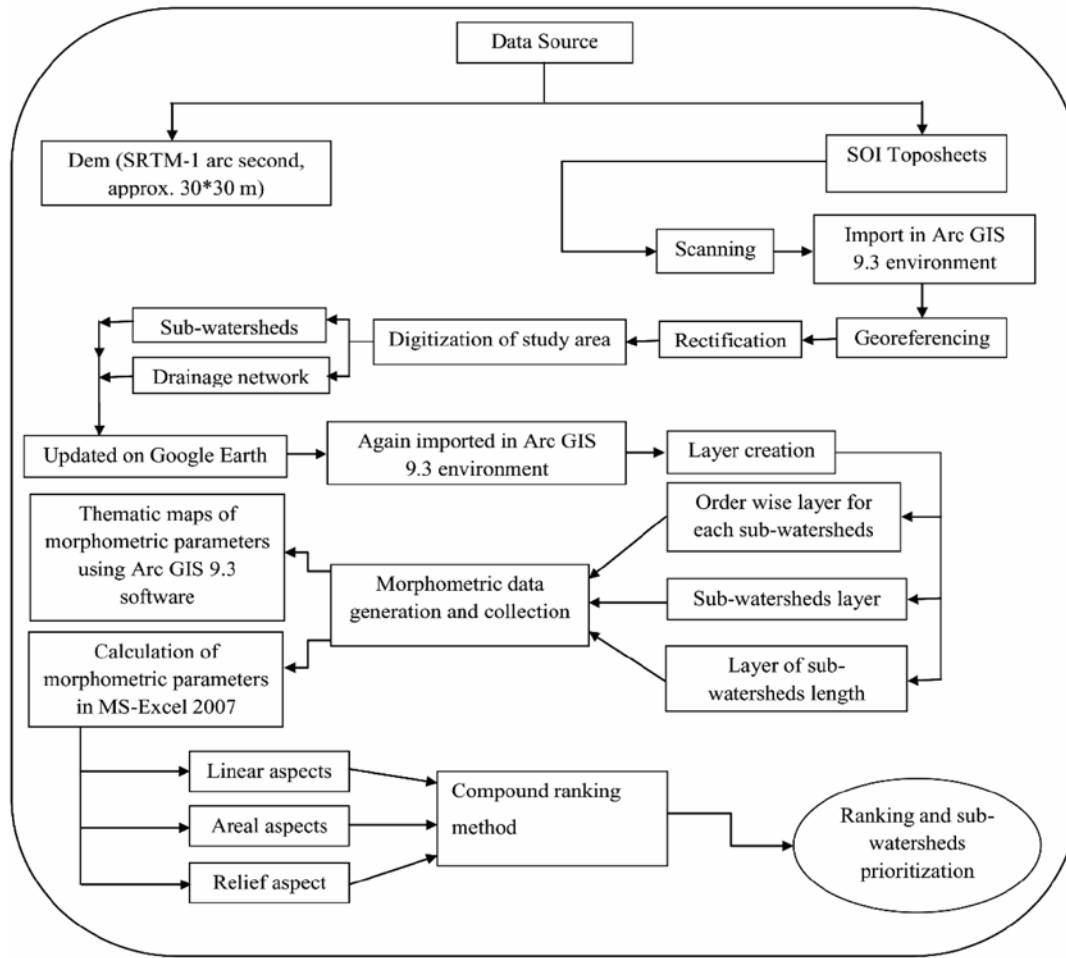 Data Source
Dem (SRTM-1 arc second,
approx. 30*30 m)
SOI Toposheets
Scanning
Import in Arc GIS
9.3 environment
Sub-watersheds
Drainage network
Digitization of study area
Rectification
Georeferencing
Updated on Google Earth
Again imported in Arc GIS
9.3 environment
Layer creation
Thematic maps of
morphometric parameters
using Arc GIS 9.3
software
Morphometric data
generation and collection
Order wise layer for
each sub-watersheds
Sub-watersheds layer
Layer of sub-
watersheds length
Calculation of
morphometric parameters
in MS-Excel 2007
Linear aspects
Areal aspects
Relief aspect
Compound ranking
method
Ranking and sub-
watersheds
prioritization